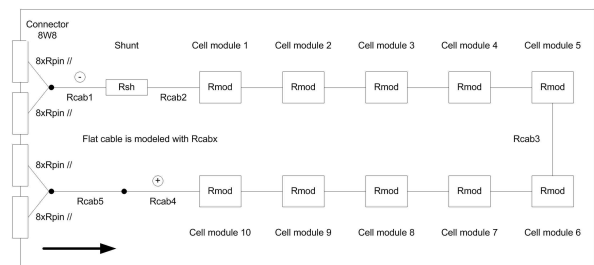 Connector
8W8
Shunt
Cell module 1
Cell module 2
Cell module 3
Cell module 4
Cell module 5
8xRpin //
-
Rcab1
Rsh
Rcab2
Rmod
Rmod
Rmod
Rmod
Rmod
8xRpin //
Flat cable is modeled with Rcabx
Rcab3
8xRpin //
+
Rcab5
Rcab4
Rmod
Rmod
Rmod
Rmod
Rmod
8xRpin //
Cell module 10
Cell module 9
Cell module 8
Cell module 7
Cell module 6